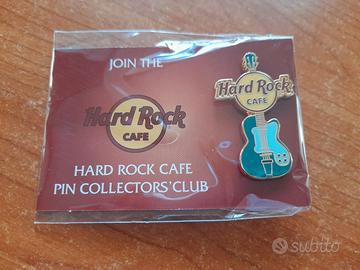 JOIN THE
Hard Rock
CAFE
HARD ROCK CAFE
PIN COLLECTORS' CLUB
Hard Rock
CAFE
subito